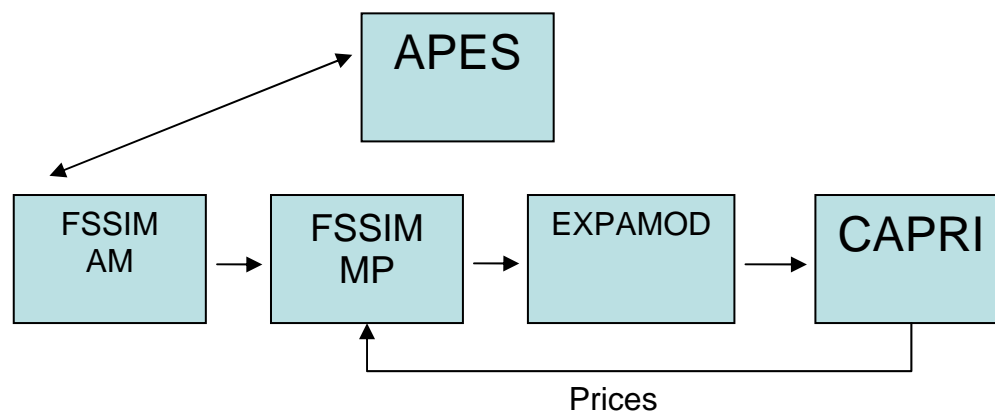 APES
FSSIM
AM
FSSIM
MP
EXPAMOD
CAPRI
Prices